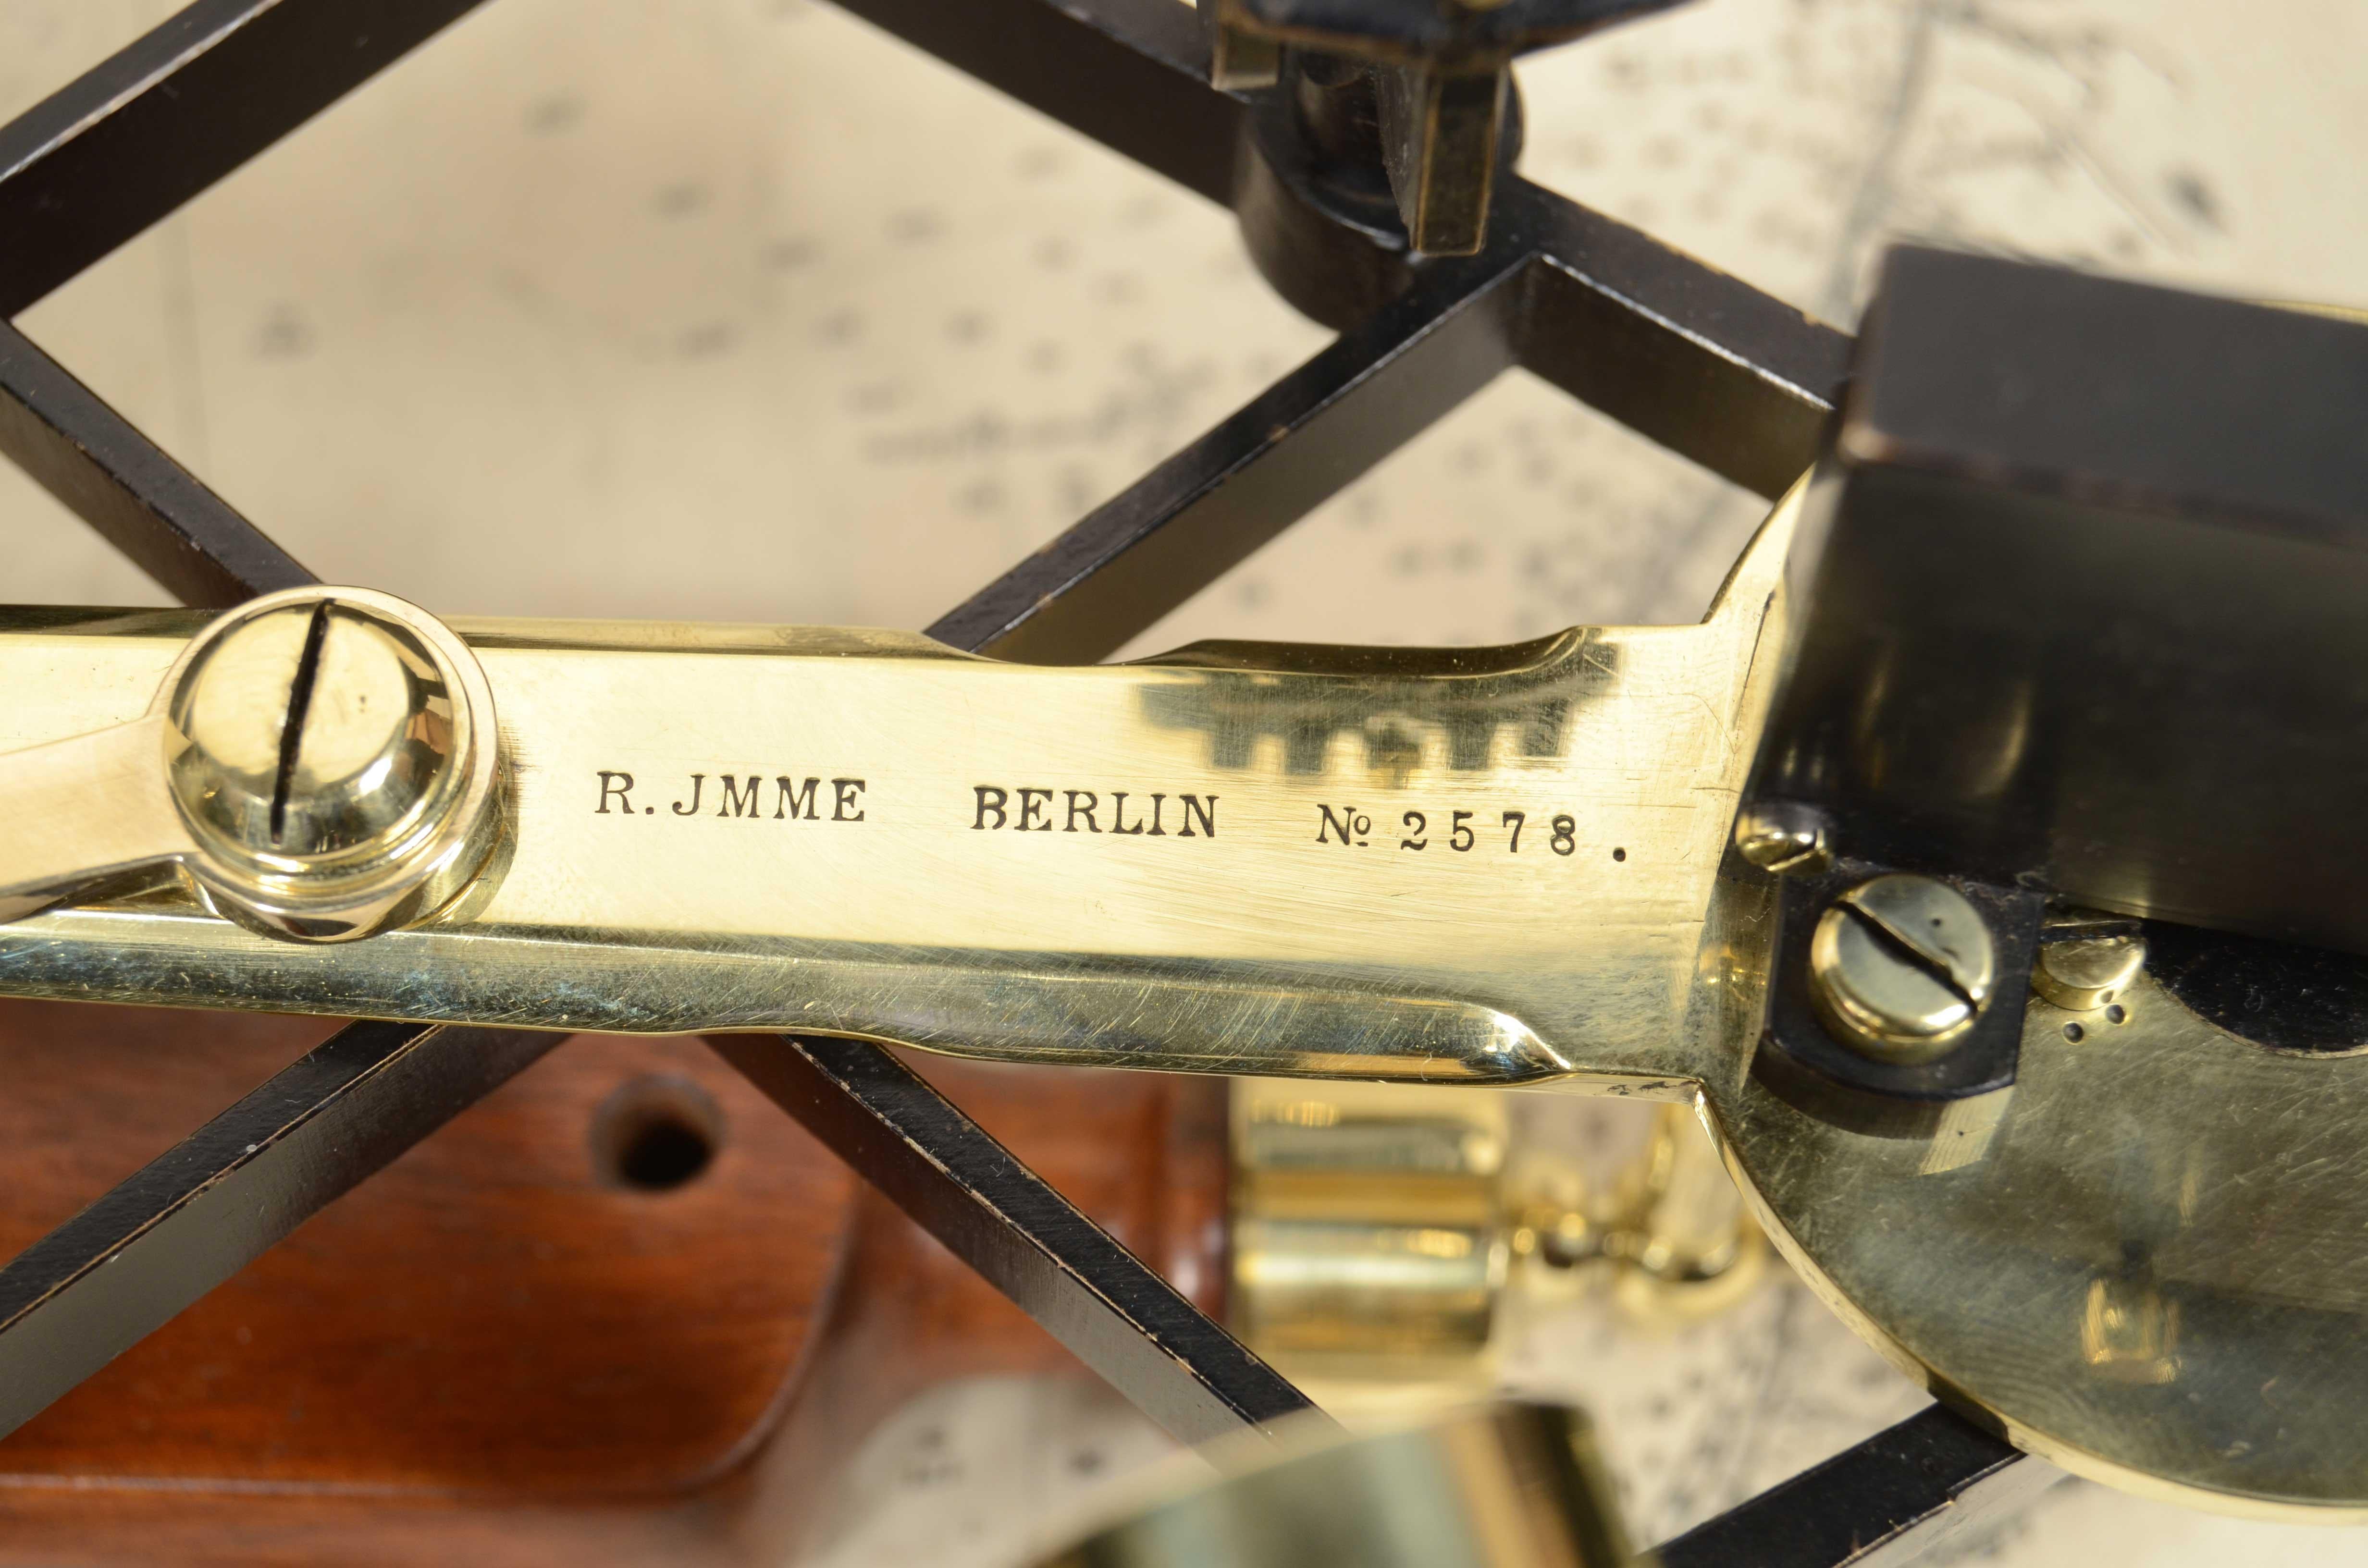 R. JMME BERLIN No 2578.